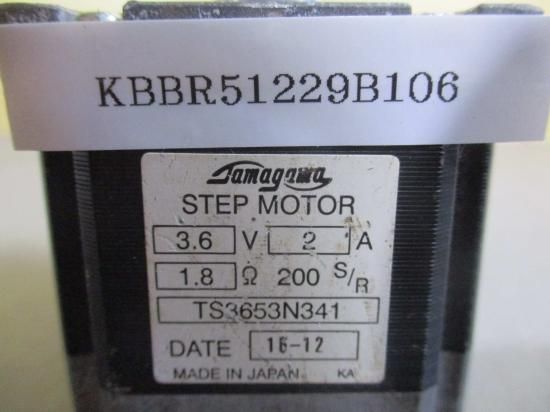 KBBR51229B106
Tamagawa
STEP MOTOR
3.6 V 2 A
1.8 Ω 200 S/R
TS3653N341
DATE 16-12
MADE IN JAPAN KA